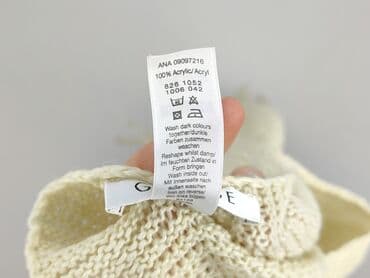 ANA 09097216
100% Acrylic/Acryl
826 1052
1006 042
Wash dark colours
together/dunkle
Farben zusammen
waschen
Reshape whilst damp/
im feuchten Zustand in
Form bringen
Wash inside out/
Mit Innenseite nach
außen waschen
G E